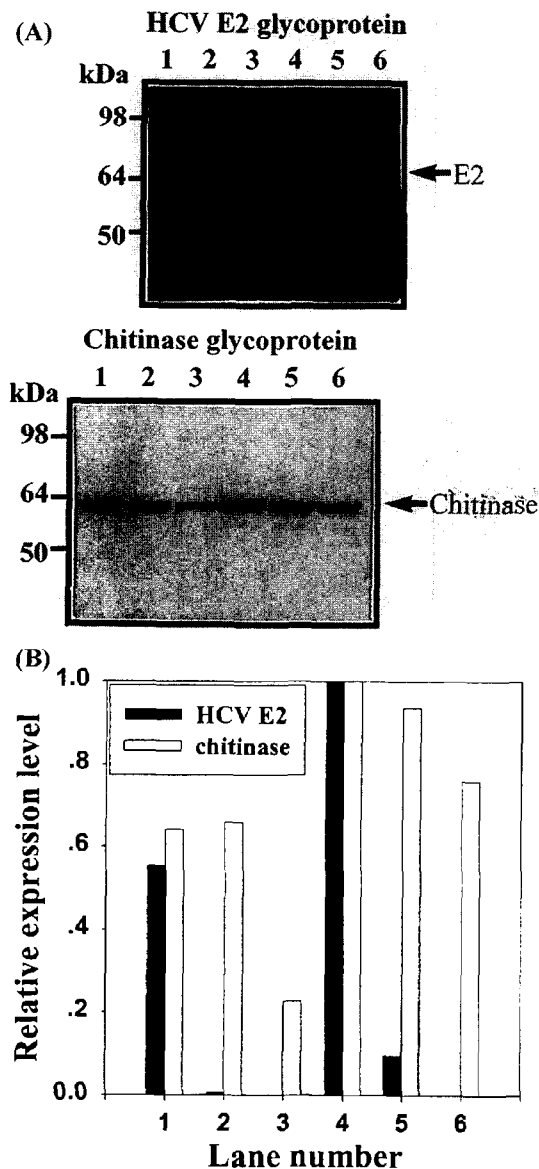 (A)
HCV E2 glycoprotein
1 2 3 4 5 6
kDa
98
64
50
E2
Chitinase glycoprotein
1 2 3 4 5 6
kDa
98
64
50
Chitinase
(B)
1.0
.8
.6
.4
.2
0.0
Relative expression level
HCV E2
chitinase
1 2 3 4 5 6
Lane number